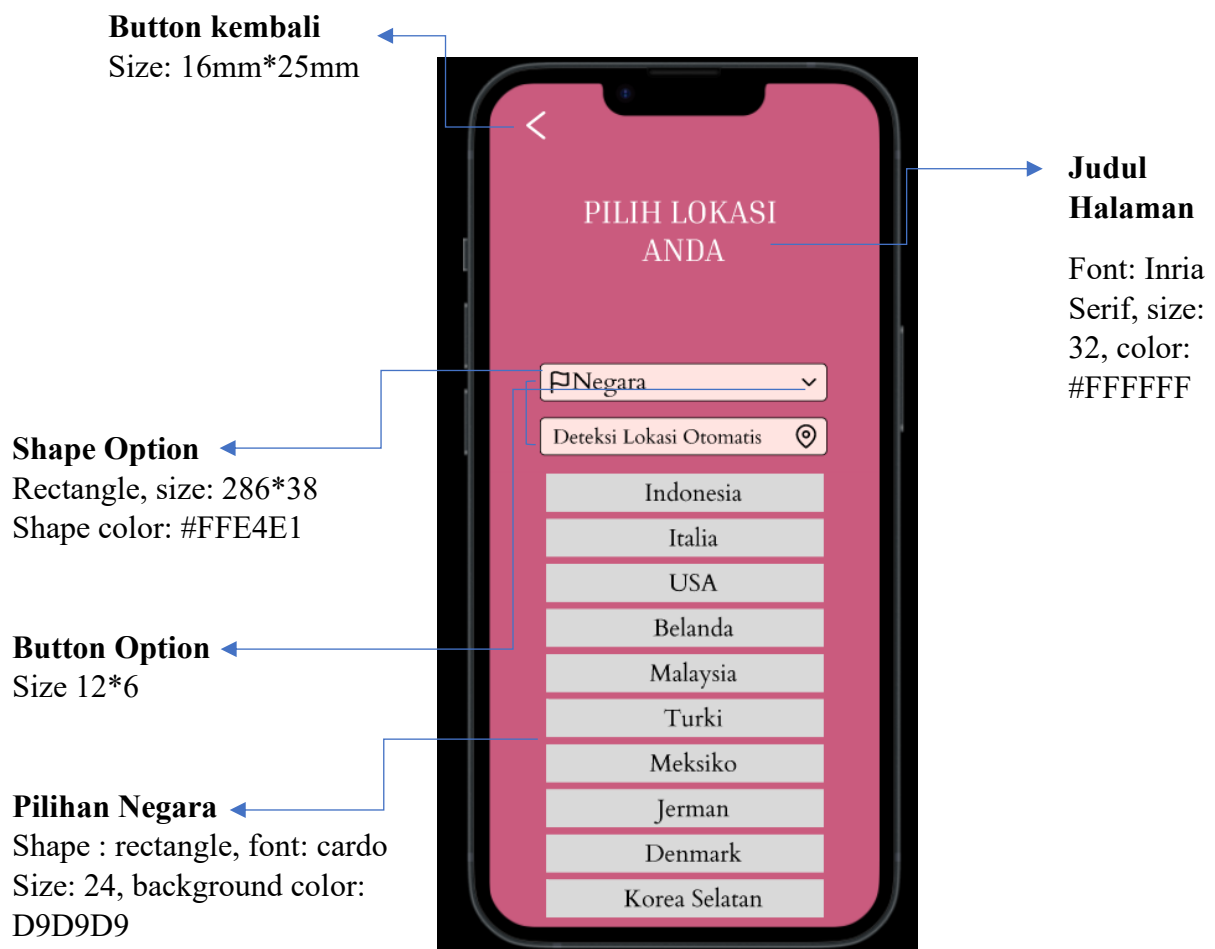 Button kembali
Size: 16mm*25mm
PILIH LOKASI
ANDA
Judul
Halaman
Font: Inria
Serif, size:
32, color:
#FFFFFF
Negara
Deteksi Lokasi Otomatis
Shape Option
Rectangle, size: 286*38
Shape color: #FFE4E1
Button Option
Size 12*6
Pilihan Negara
Shape : rectangle, font: cardo
Size: 24, background color:
D9D9D9
Indonesia
Italia
USA
Belanda
Malaysia
Turki
Meksiko
Jerman
Denmark
Korea Selatan